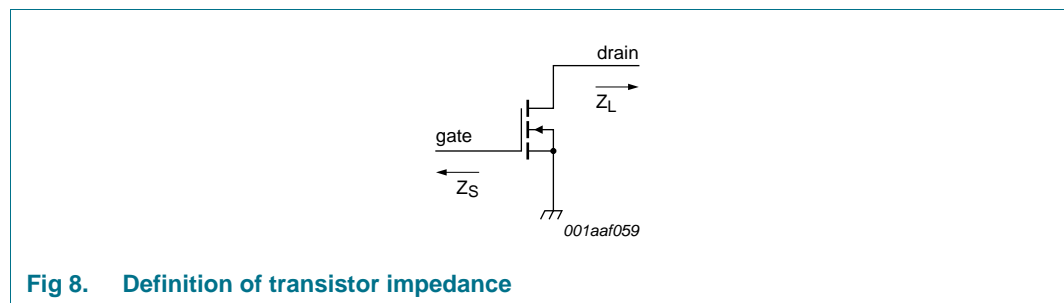 drain
Z_L
gate
Z_S
001aaf059
Fig 8. Definition of transistor impedance